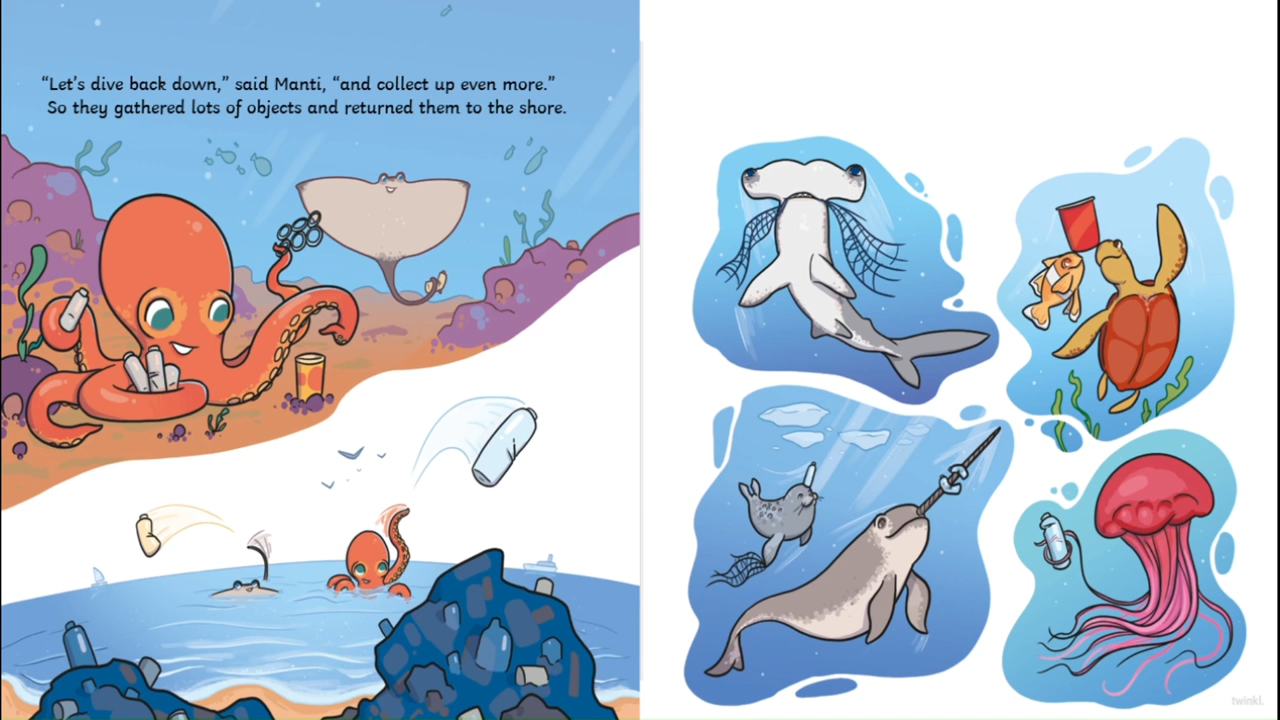 “Let’s dive back down,” said Manti, “and collect up even more.”
So they gathered lots of objects and returned them to the shore.
twinkl.